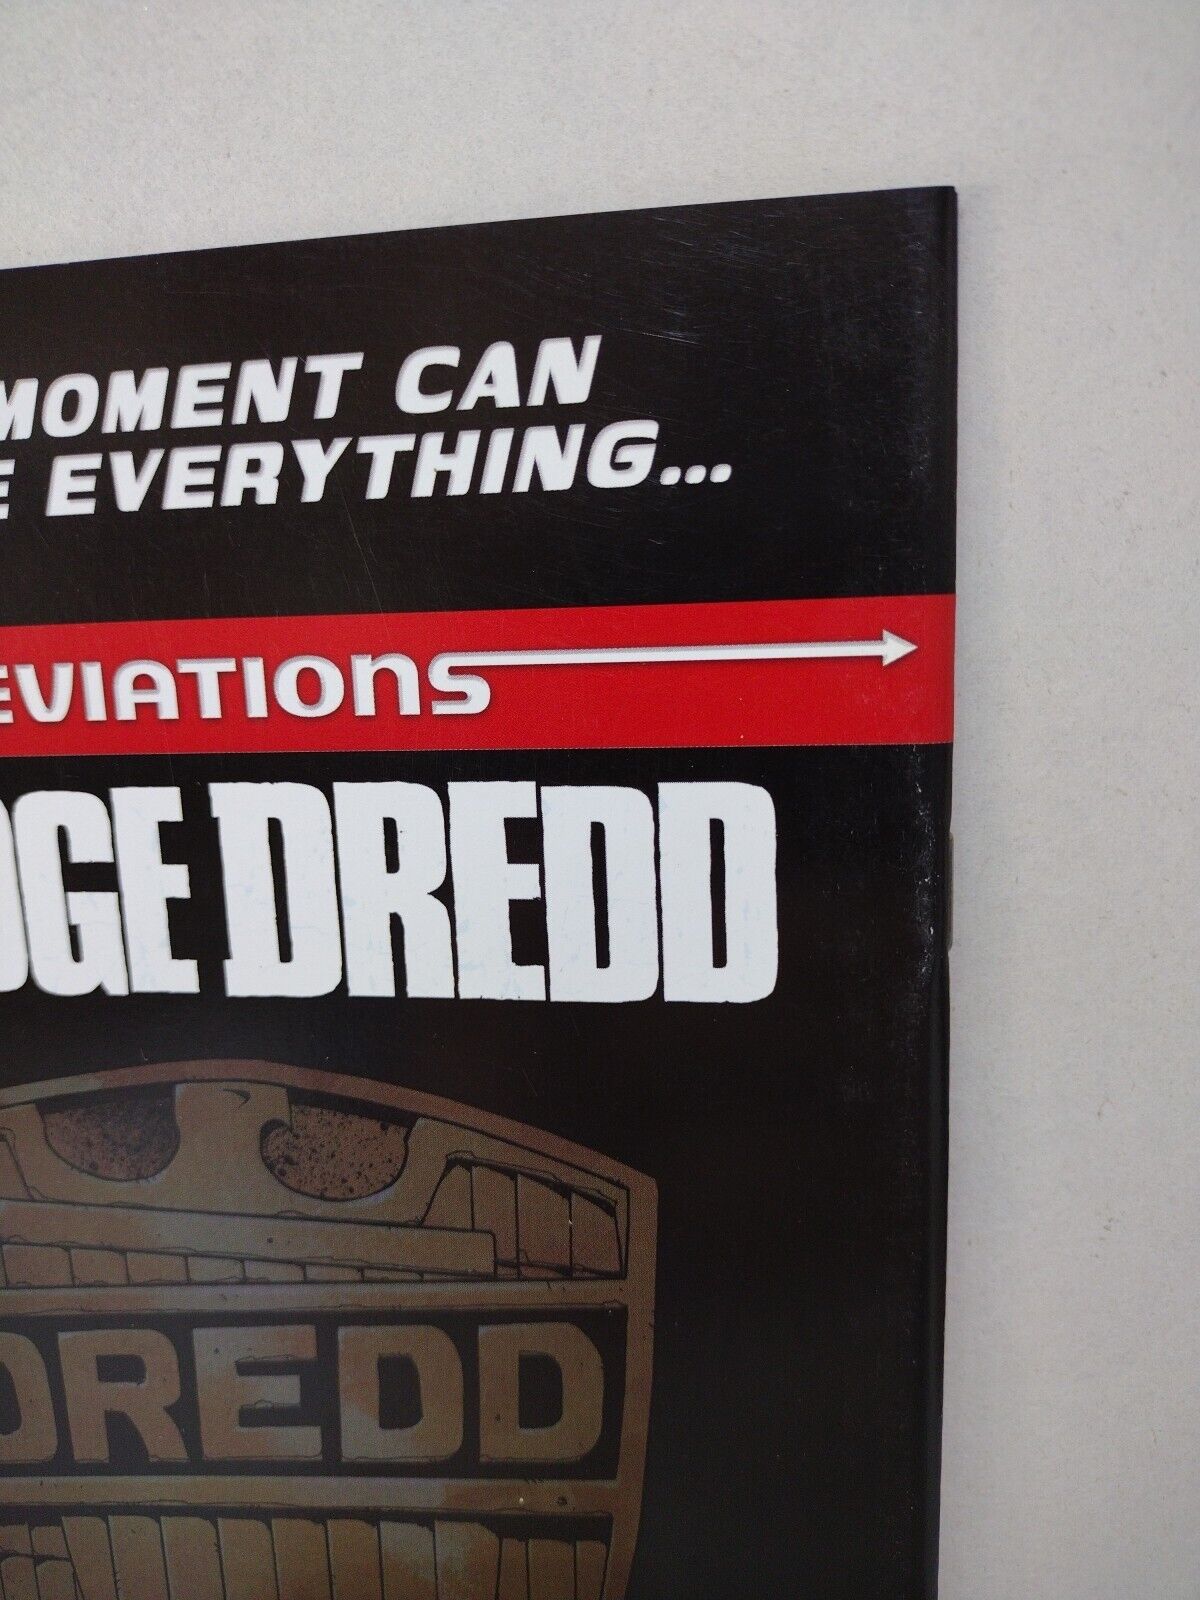 MOMENT CAN
E EVERYTHING...
EVIATIONS
DGE DREDD
DREDD